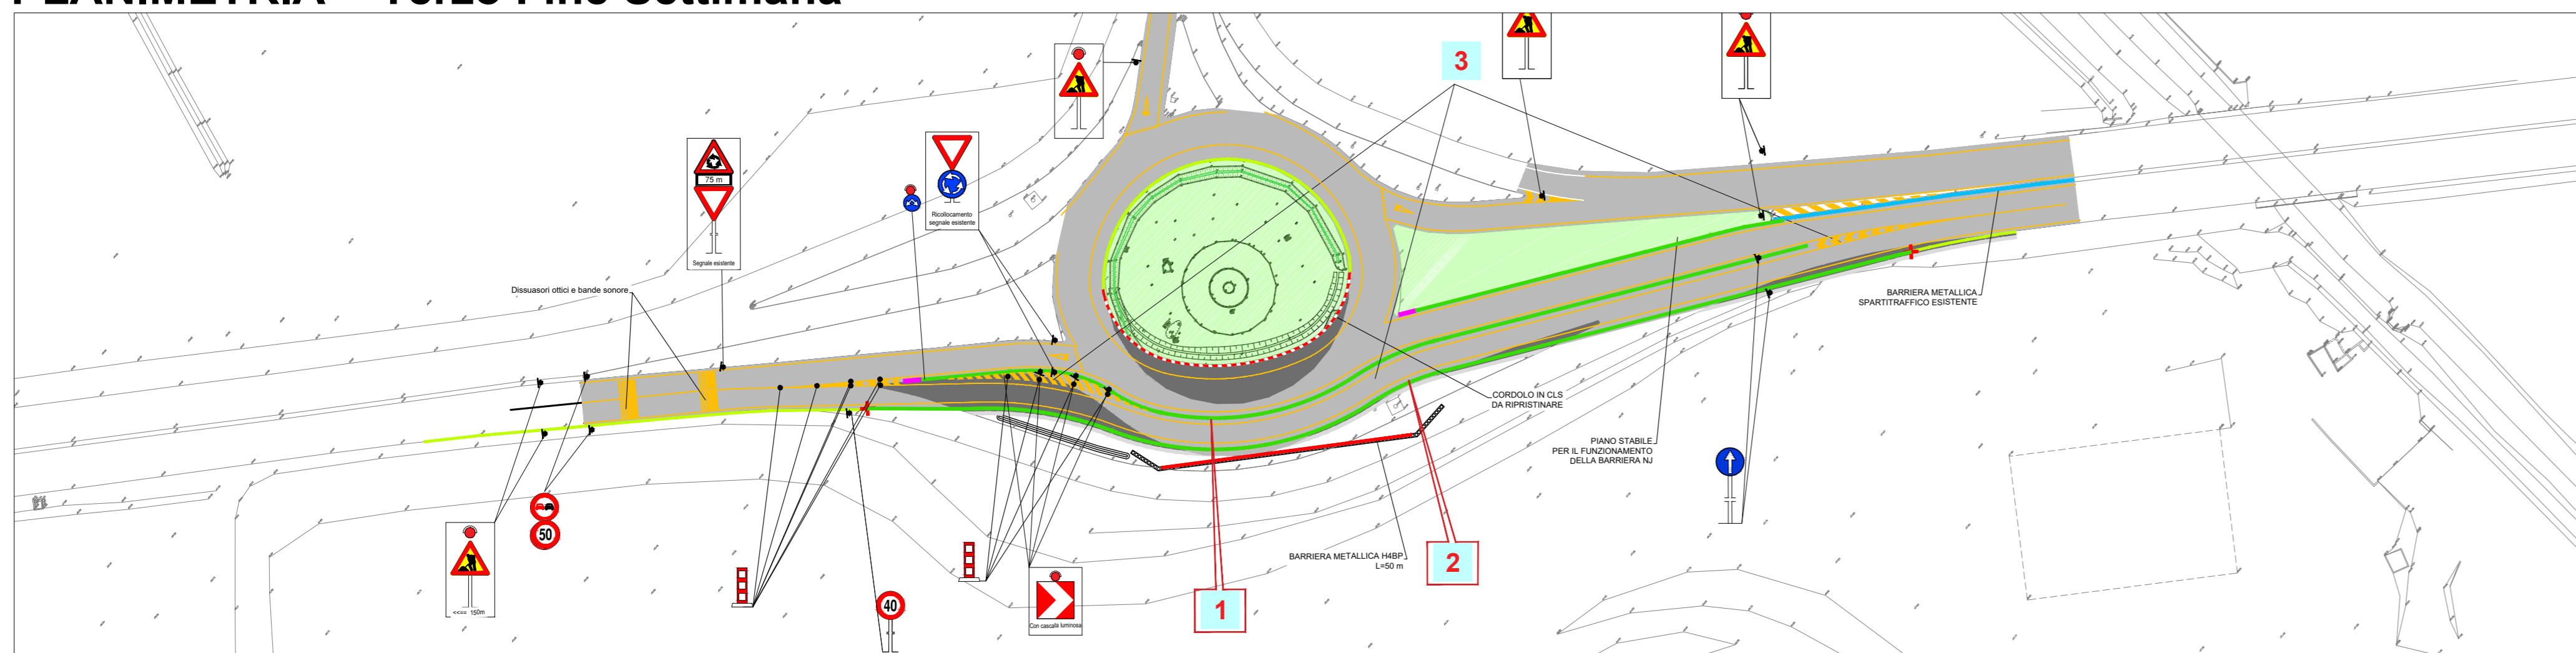 PLANIMETRIA - Terzo Fine Settimana
3
75 m
Segnale esistente
Ricollocamento
segnale esistente
Dissuasori ottici e bande sonore
BARRIERA METALLICA
SPARTITRAFFICO ESISTENTE
CORDOLO IN CLS
DA RIPRISTINARE
PIANO STABILE
PER IL FUNZIONAMENTO
DELLA BARRIERA NJ
50
<<== 150m
40
Con cascata luminosa
BARRIERA METALLICA H4BP
L=50 m
1
2